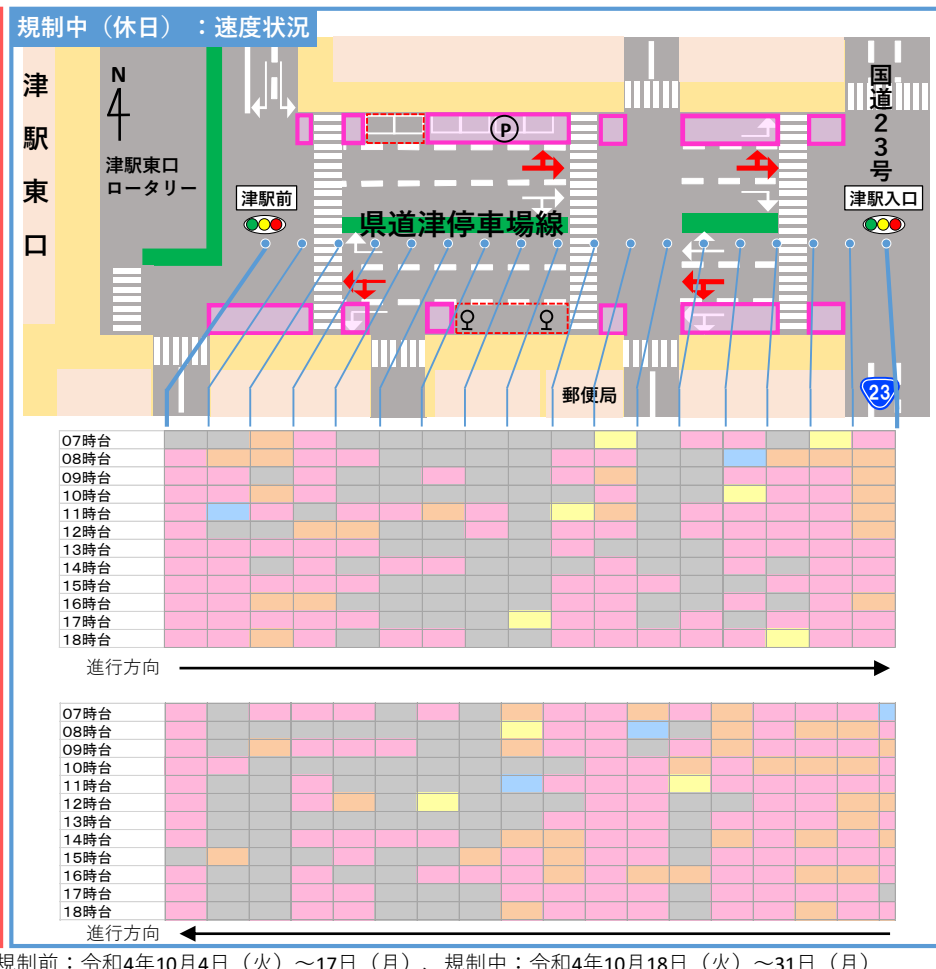 規制中（休日）：速度状況
津駅東口
N
津駅東口
ロータリー
津駅前
P
国道23号
津駅入口
県道津停車場線
郵便局
23
07時台
08時台
09時台
10時台
11時台
12時台
13時台
14時台
15時台
16時台
17時台
18時台
進行方向
07時台
08時台
09時台
10時台
11時台
12時台
13時台
14時台
15時台
16時台
17時台
18時台
進行方向
規制前：令和4年10月4日（火）～17日（月）、規制中：令和4年10月18日（火）～31日（月）